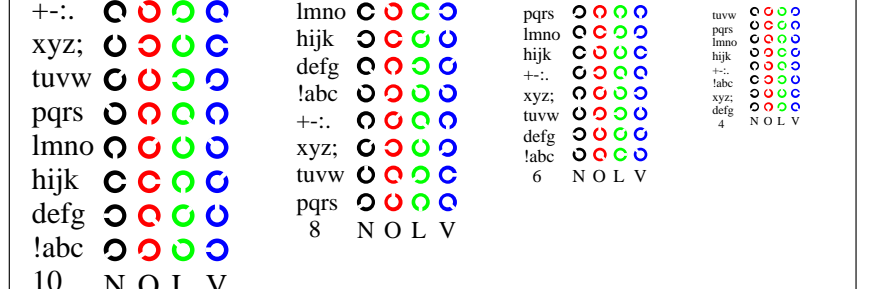 +-:.
xyz;
tuvw
pqrs
lmno
hijk
defg
!abc
10 N O L V
lmno
hijk
defg
!abc
+-:.
xyz;
tuvw
pqrs
8 N O L V
pqrs
lmno
hijk
+-:.
xyz;
tuvw
defg
!abc
6 N O L V
tuvw
pqrs
lmno
hijk
+-:.
!abc
xyz;
defg
4 N O L V